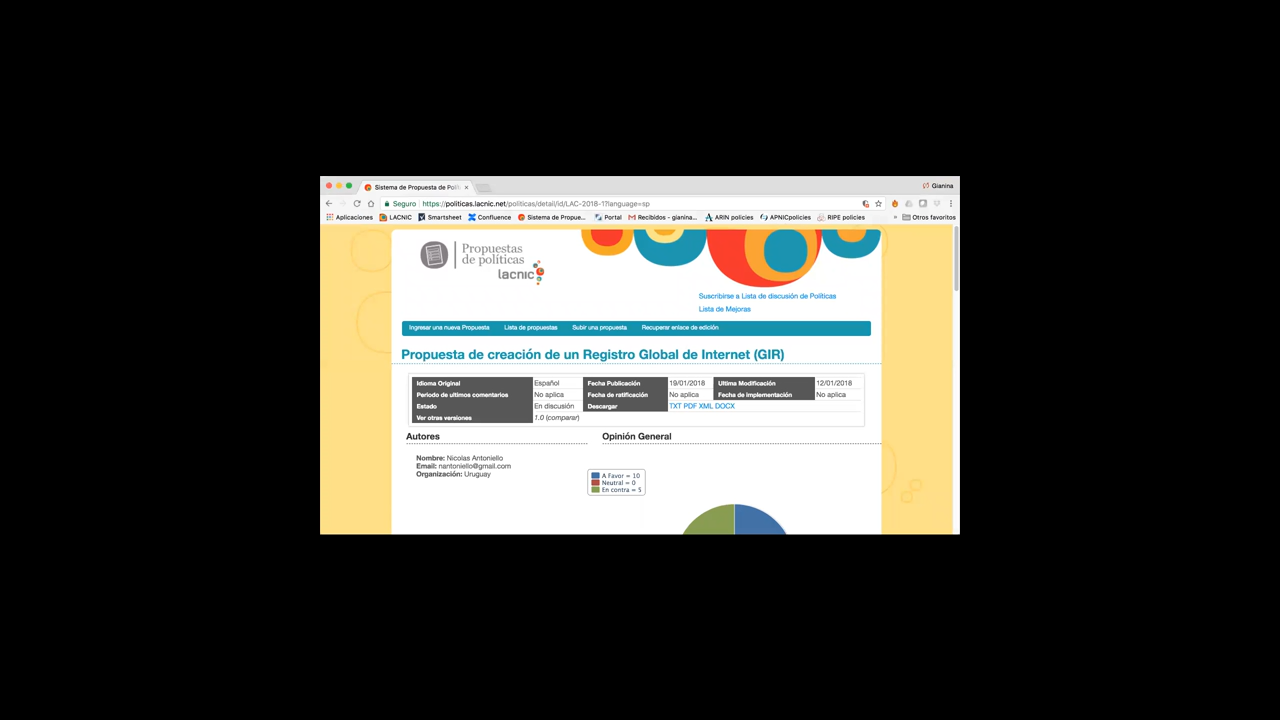 Sistema de Propuesta de Polí
Gianina
Seguro https://politicas.lacnic.net/politicas/detail/id/LAC-2018-1?language=sp
Aplicaciones LACNIC Smartsheet Confluence Sistema de Propue... Portal Recibidos - gianina... ARIN policies APNICpolicies RIPE policies » Otros favoritos
Propuestas
de políticas
lacnic
Suscribirse a Lista de discusión de Políticas
Lista de Mejoras
Ingresar una nueva Propuesta Lista de propuestas Subir una propuesta Recuperar enlace de edición
Propuesta de creación de un Registro Global de Internet (GIR)
Idioma Original Español Fecha Publicación 19/01/2018 Ultima Modificación 12/01/2018
Periodo de ultimos comentarios No aplica Fecha de ratificación No aplica Fecha de Implementación No aplica
Estado En discusión Descargar TXT PDF XML DOCX
Ver otras versiones 1.0 (comparar)
Autores Opinión General
Nombre: Nicolas Antoniello
Email: nantoniello@gmail.com
Organización: Uruguay
A Favor = 10
Neutral = 0
En contra = 5